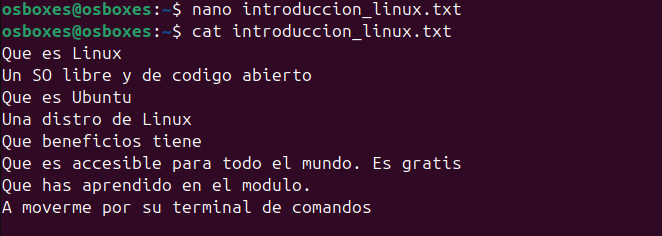 osboxes@osboxes:~$ nano introduccion_linux.txt
osboxes@osboxes:~$ cat introduccion_linux.txt
Que es Linux
Un SO libre y de codigo abierto
Que es Ubuntu
Una distro de Linux
Que beneficios tiene
Que es accesible para todo el mundo. Es gratis
Que has aprendido en el modulo.
A moverme por su terminal de comandos